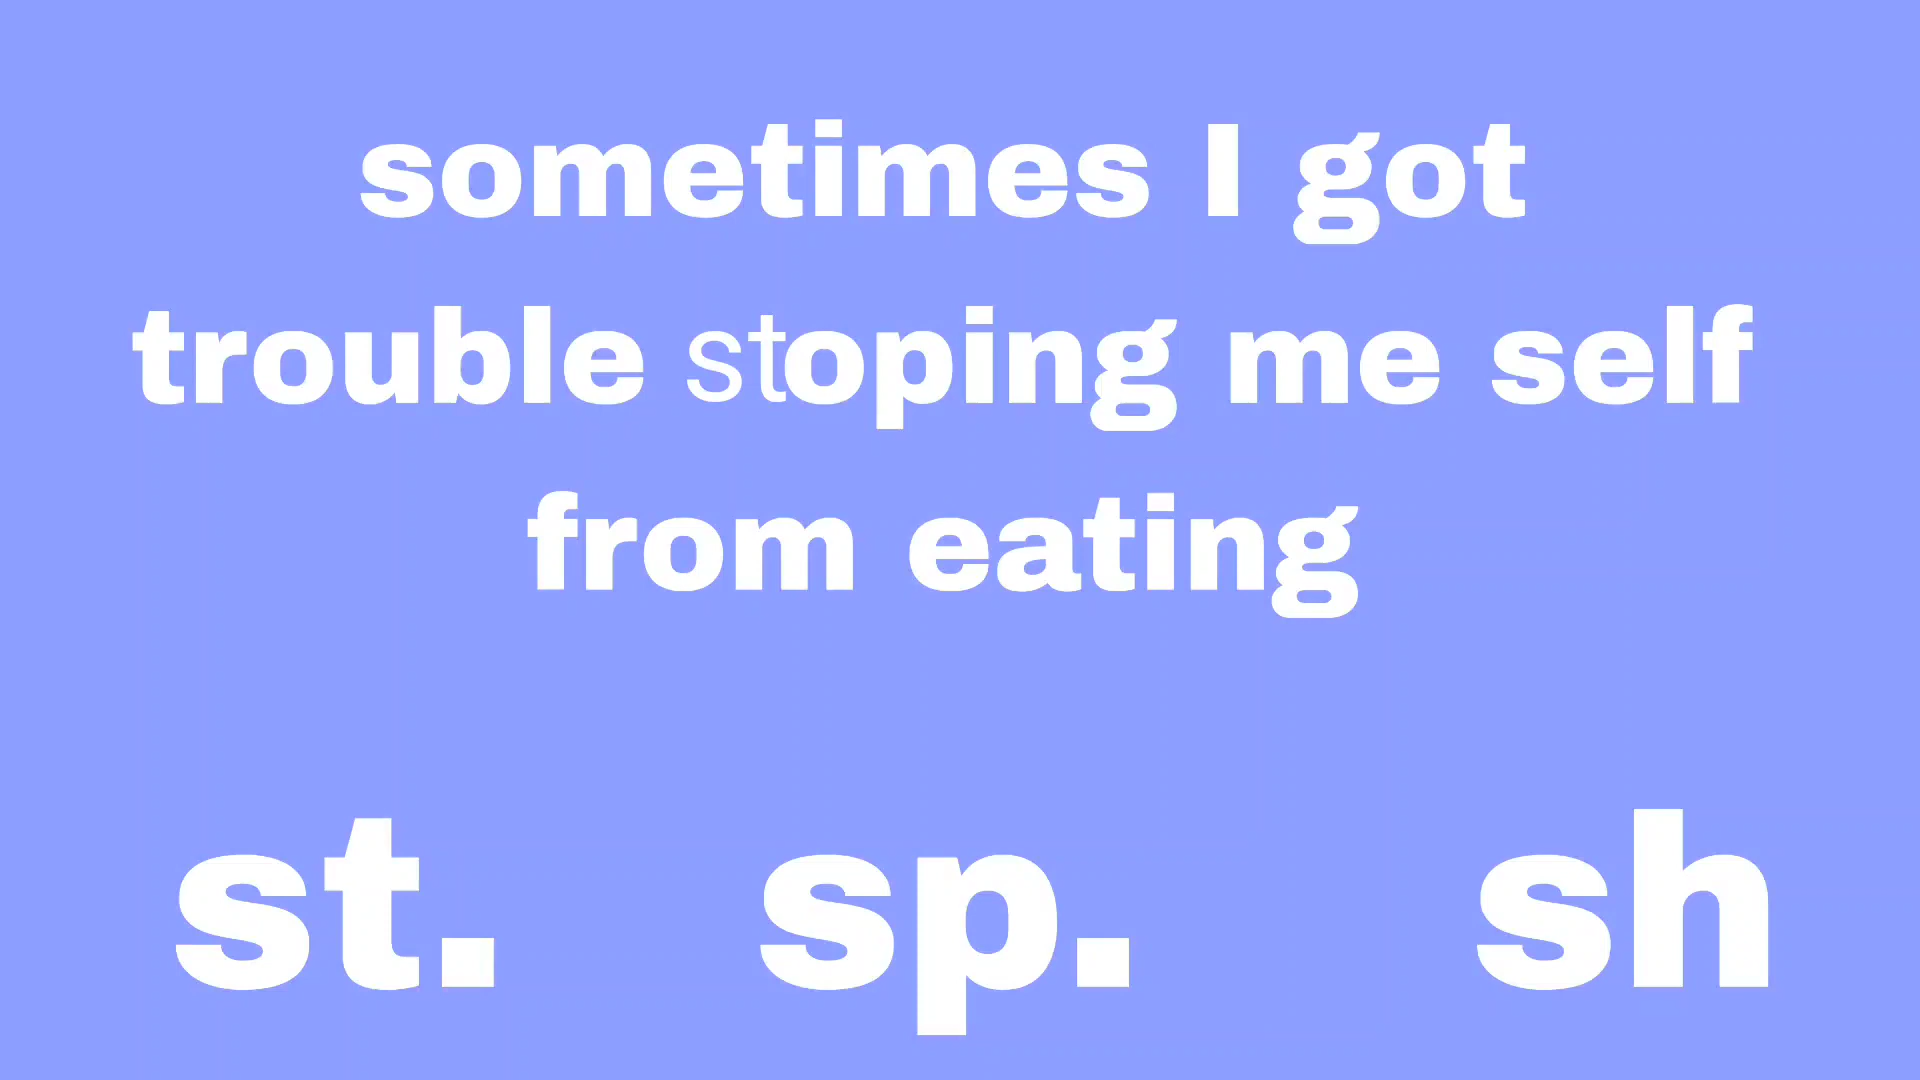 sometimes I got
trouble stoping me self
from eating
st. sp. sh